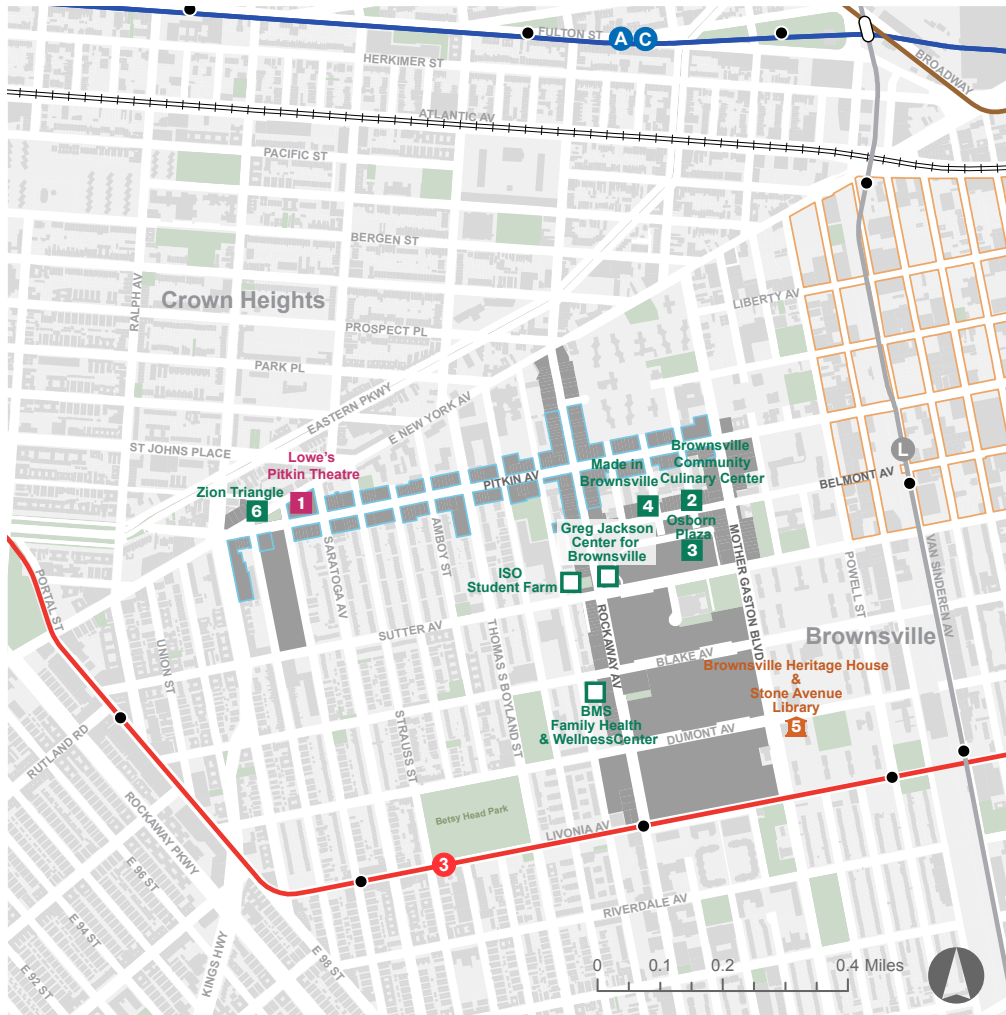 FULTON ST
A C
HERKIMER ST
BROADWAY
ATLANTIC AV
PACIFIC ST
BERGEN ST
RALPH AV
Crown Heights
LIBERTY AV
PROSPECT PL
PARK PL
EASTERN PKWY
E NEW YORK AV
ST JOHNS PLACE
Lowe's
Pitkin Theatre
1
Zion Triangle
6
PITKIN AV
Made in
Brownsville
4
Brownsville
Community
Culinary Center
2
L
BELMONT AV
Osborn
Plaza
3
Greg Jackson
Center for
Brownsville
ISO
Student Farm
AMBOY ST
SARATOGA AV
MOTHER GASTON BLVD
VAN SINDEREN AV
POWELL ST
PORTAL ST
UNION ST
SUTTER AV
THOMAS S BOYLAND ST
ROCKAWAY AV
BLAKE AV
Brownsville
Brownsville Heritage House
&
Stone Avenue
Library
5
BMS
Family Health
& WellnessCenter
DUMONT AV
STRAUSS ST
RUTLAND RD
ROCKAWAY PKWY
Betsy Head Park
LIVONIA AV
3
E 96 ST
E 94 ST
E 92 ST
KINGS HWY
E 98 ST
RIVERDALE AV
0 0.1 0.2 0.4 Miles